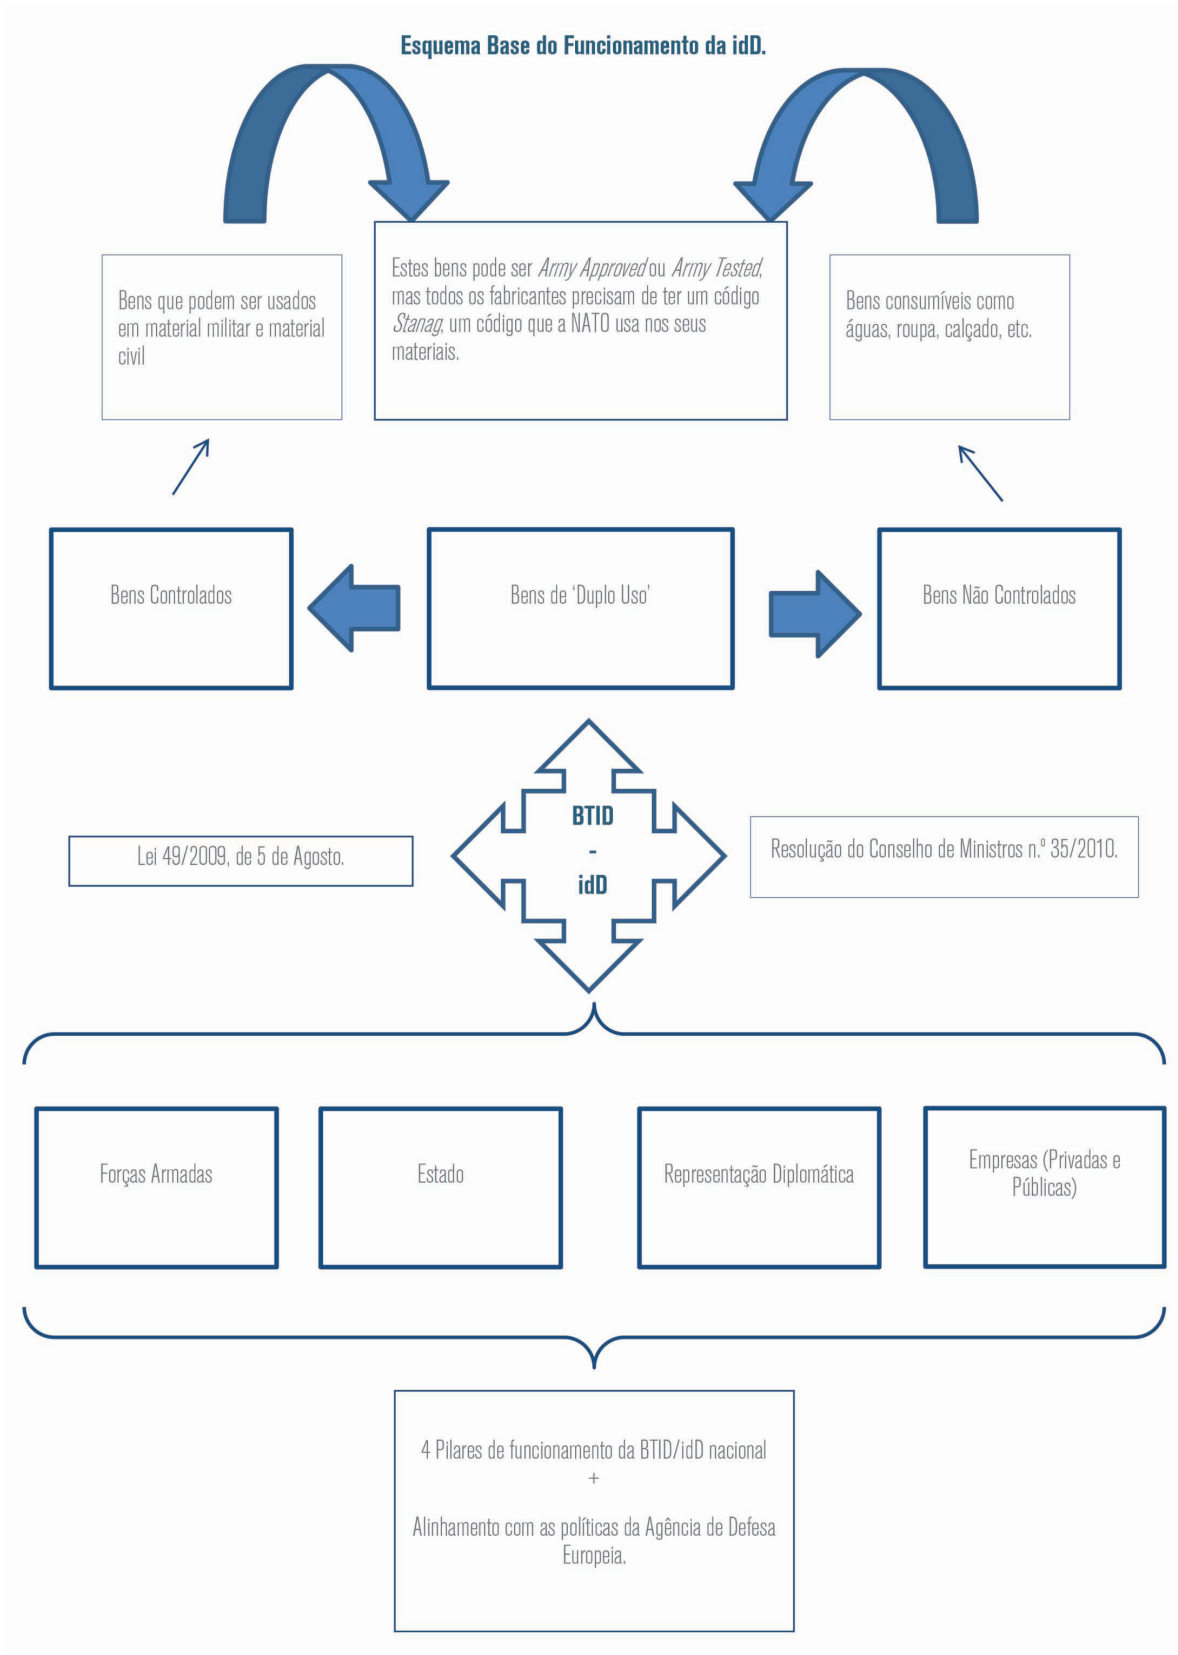 Esquema Base do Funcionamento da idD.
Bens que podem ser usados
em material militar e material
civil
Estes bens pode ser Army Approved ou Army Tested,
mas todos os fabricantes precisam de ter um código
Stanag, um código que a NATO usa nos seus
materiais.
Bens consumíveis como
águas, roupa, calçado, etc.
Bens Controlados
Bens de ‘Duplo Uso’
Bens Não Controlados
Lei 49/2009, de 5 de Agosto.
BTID
-
idD
Resolução do Conselho de Ministros n.º 35/2010.
Forças Armadas
Estado
Representação Diplomática
Empresas (Privadas e
Públicas)
4 Pilares de funcionamento da BTID/idD nacional
+
Alinhamento com as políticas da Agência de Defesa
Europeia.